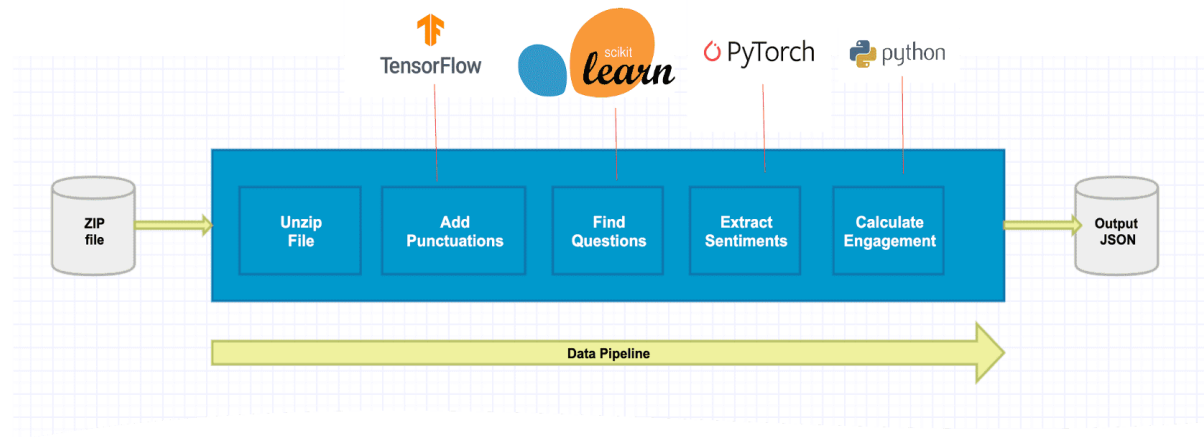 TensorFlow
scikit
learn
PyTorch
python
ZIP
file
Unzip
File
Add
Punctuations
Find
Questions
Extract
Sentiments
Calculate
Engagement
Output
JSON
Data Pipeline